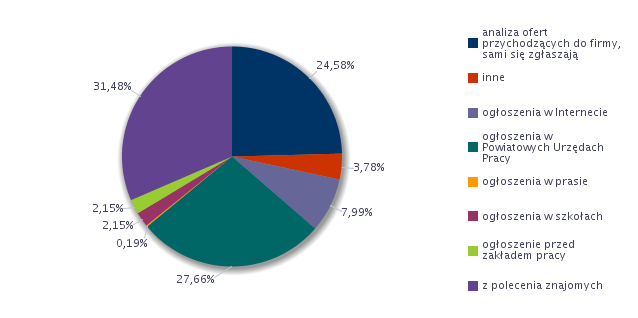 24,58%
3,78%
7,99%
27,66%
0,19%
2,15%
2,15%
31,48%
analiza ofert
przychodzących do firmy,
sami się zgłaszają
inne
ogłoszenia w Internecie
ogłoszenia w
Powiatowych Urzędach
Pracy
ogłoszenia w prasie
ogłoszenia w szkołach
ogłoszenie przed
zakładem pracy
z polecenia znajomych